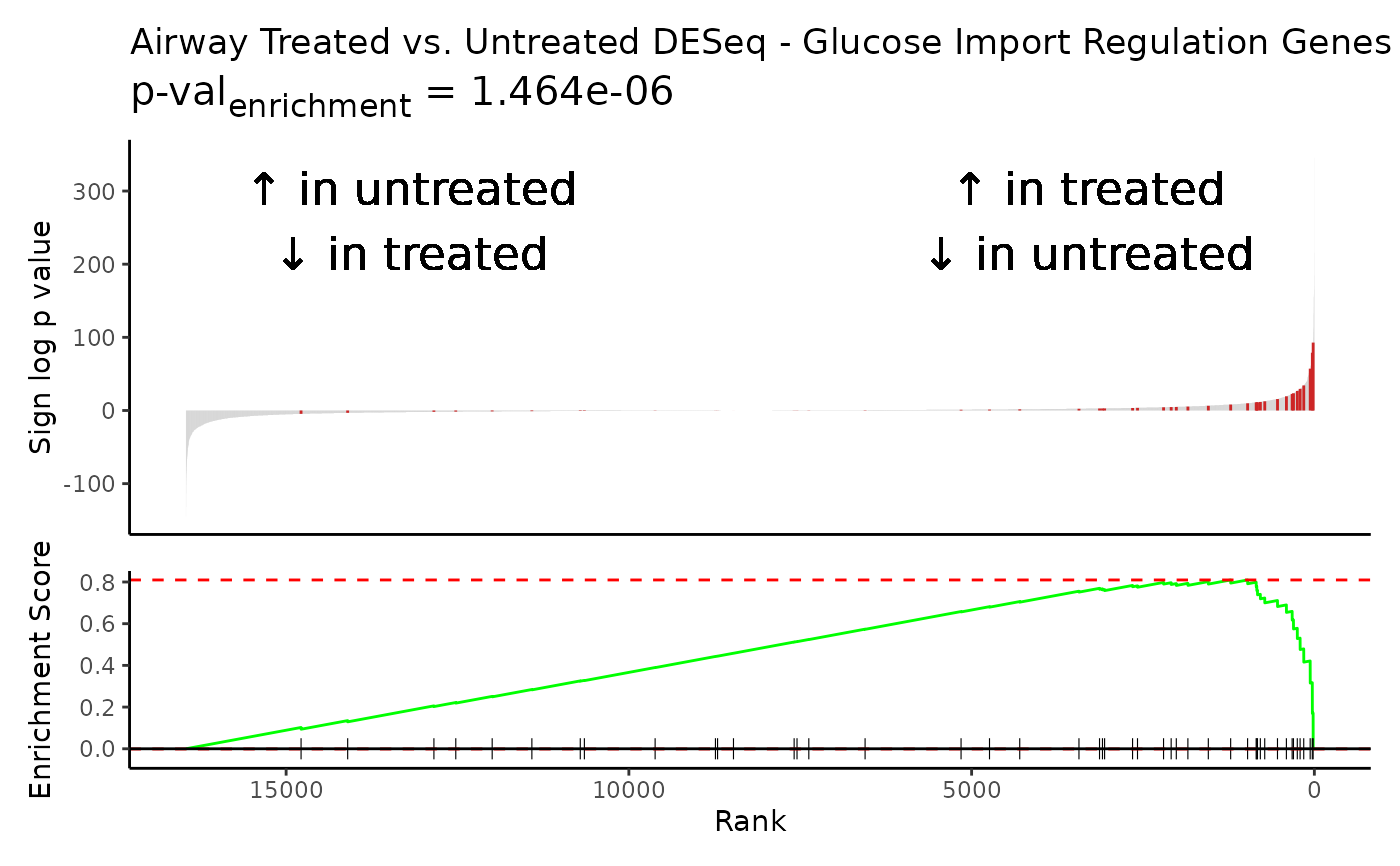 Airway Treated vs. Untreated DESeq - Glucose Import Regulation Genes
p-val enrichment = 1.464e-06
Sign log p value
300
200
100
0
-100
↑ in untreated
↓ in treated
↑ in treated
↓ in untreated
Enrichment Score
0.8
0.6
0.4
0.2
0.0
15000
10000
5000
0
Rank